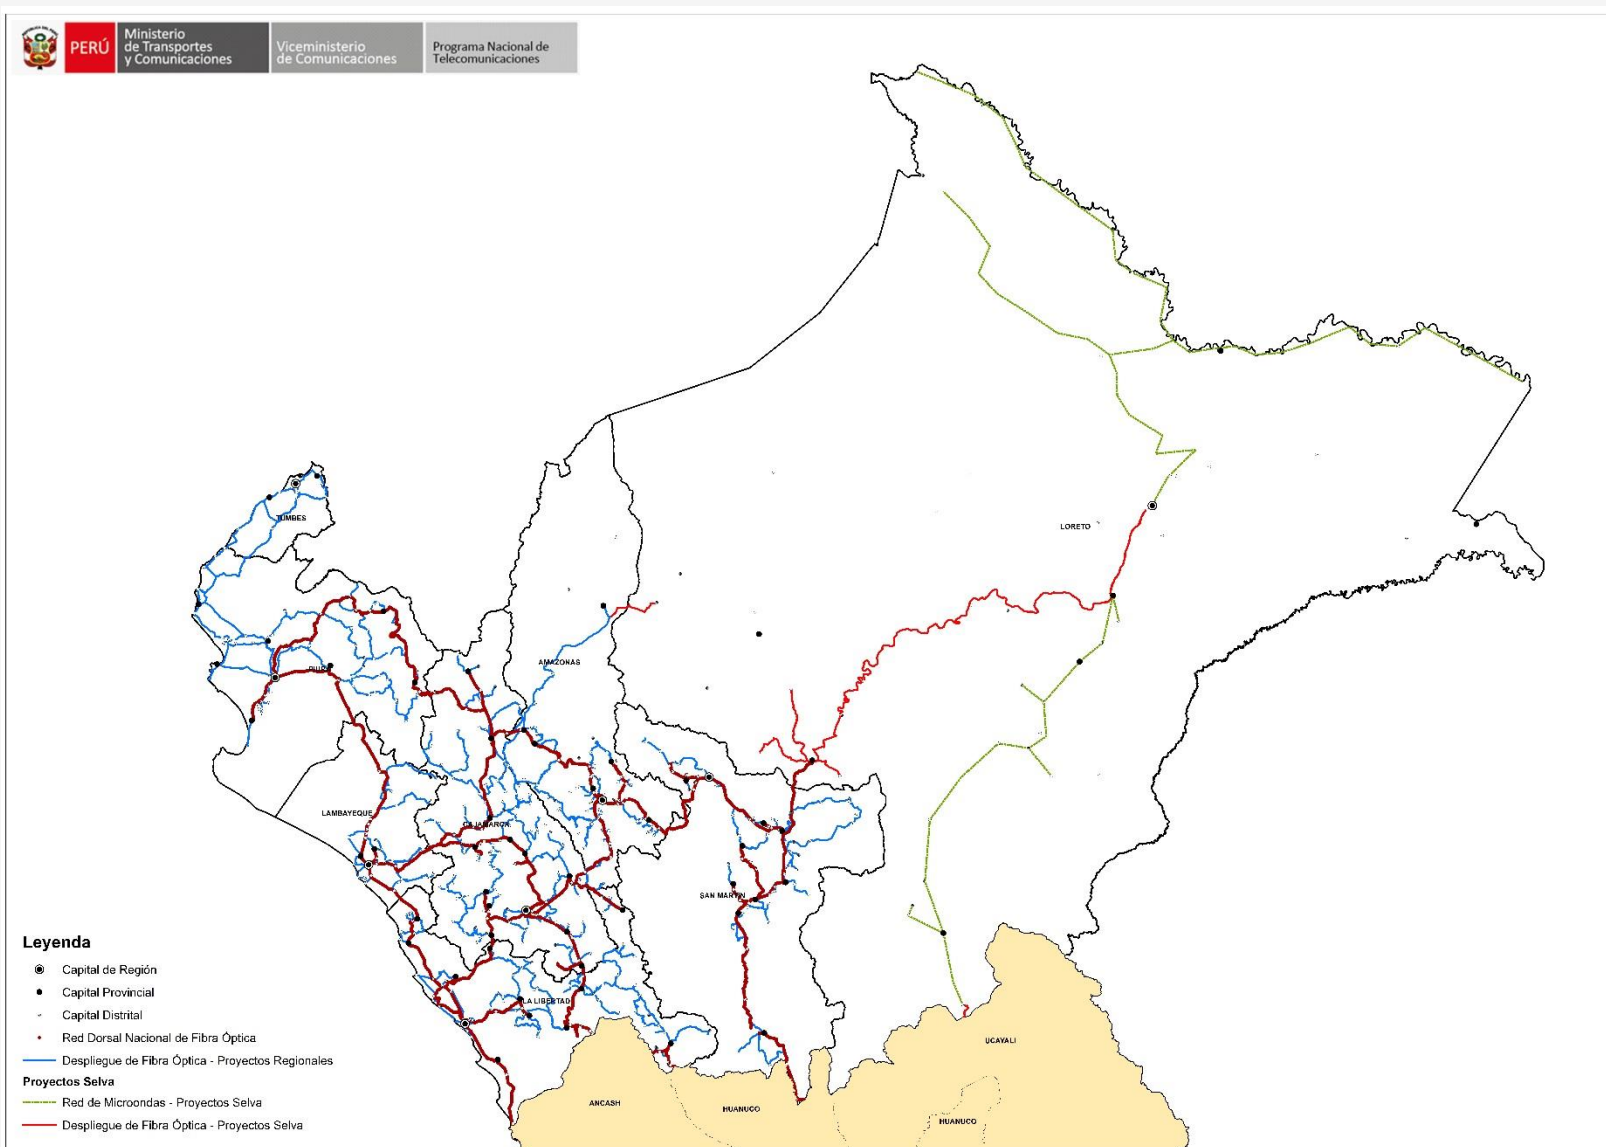 PERÚ
Ministerio
de Transportes
y Comunicaciones
Viceministerio
de Comunicaciones
Programa Nacional de
Telecomunicaciones
TUMBES
LORETO
PIURA
AMAZONAS
LAMBAYEQUE
CAJAMARCA
SAN MARTIN
LA LIBERTAD
UCAYALI
ANCASH
HUANUCO
HUANUCO
Leyenda
Capital de Región
Capital Provincial
Capital Distrital
Red Dorsal Nacional de Fibra Óptica
Despliegue de Fibra Óptica - Proyectos Regionales
Proyectos Selva
Red de Microondas - Proyectos Selva
Despliegue de Fibra Óptica - Proyectos Selva